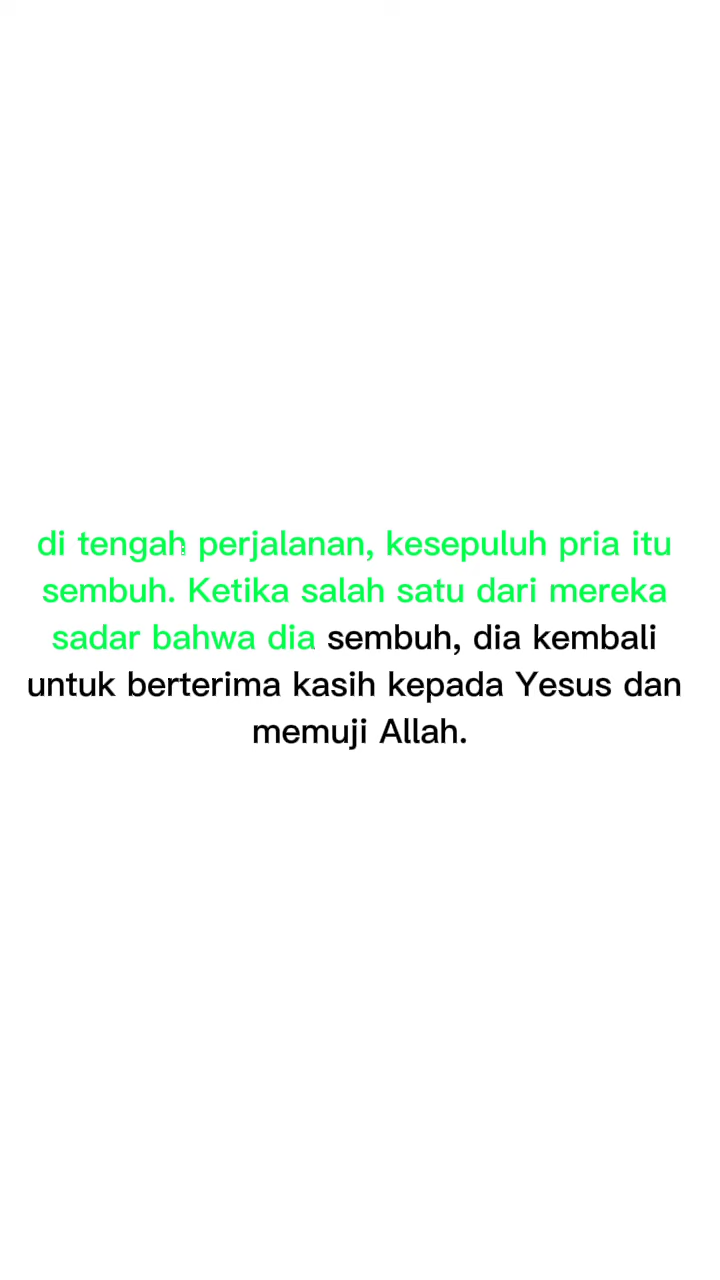 di tengah perjalanan, kesepuluh pria itu
sembuh. Ketika salah satu dari mereka
sadar bahwa dia sembuh, dia kembali
untuk berterima kasih kepada Yesus dan
memuji Allah.